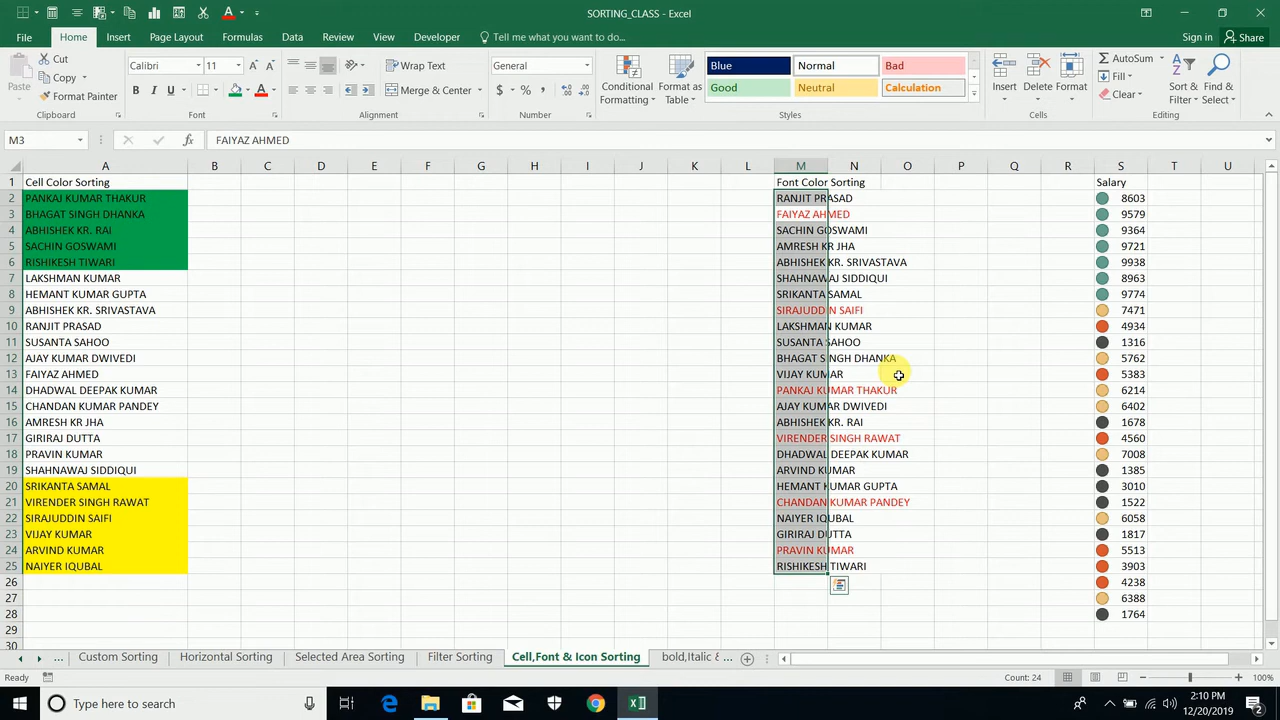 SORTING_CLASS - Excel
File Home Insert Page Layout Formulas Data Review View Developer Tell me what you want to do... Sign in Share
Paste Cut Copy Format Painter Clipboard
Calibri 11 B I U A Font
Wrap Text Merge & Center Alignment
General $ % , Number
Conditional Formatting Format as Table Blue Normal Bad Good Neutral Calculation Styles
Insert Delete Format Cells
AutoSum Fill Clear Sort & Filter Find & Select Editing
M3 fx FAIYAZ AHMED
A B C D E F G H I J K L M N O P Q R S T U
1 Cell Color Sorting Font Color Sorting Salary
2 PANKAJ KUMAR THAKUR RANJIT PRASAD 8603
3 BHAGAT SINGH DHANKA FAIYAZ AHMED 9579
4 ABHISHEK KR. RAI SACHIN GOSWAMI 9364
5 SACHIN GOSWAMI AMRESH KR JHA 9721
6 RISHIKESH TIWARI ABHISHEK KR. SRIVASTAVA 9938
7 LAKSHMAN KUMAR SHAHNAWAJ SIDDIQUI 8963
8 HEMANT KUMAR GUPTA SRIKANTA SAMAL 9774
9 ABHISHEK KR. SRIVASTAVA SIRAJUDDIN SAIFI 7471
10 RANJIT PRASAD LAKSHMAN KUMAR 4934
11 SUSANTA SAHOO SUSANTA SAHOO 1316
12 AJAY KUMAR DWIVEDI BHAGAT SINGH DHANKA 5762
13 FAIYAZ AHMED VIJAY KUMAR 5383
14 DHADWAL DEEPAK KUMAR PANKAJ KUMAR THAKUR 6214
15 CHANDAN KUMAR PANDEY AJAY KUMAR DWIVEDI 6402
16 AMRESH KR JHA ABHISHEK KR. RAI 1678
17 GIRIRAJ DUTTA VIRENDER SINGH RAWAT 4560
18 PRAVIN KUMAR DHADWAL DEEPAK KUMAR 7008
19 SHAHNAWAJ SIDDIQUI ARVIND KUMAR 1385
20 SRIKANTA SAMAL HEMANT KUMAR GUPTA 3010
21 VIRENDER SINGH RAWAT CHANDAN KUMAR PANDEY 1522
22 SIRAJUDDIN SAIFI NAIYER IQUBAL 6058
23 VIJAY KUMAR GIRIRAJ DUTTA 1817
24 ARVIND KUMAR PRAVIN KUMAR 5513
25 NAIYER IQUBAL RISHIKESH TIWARI 3903
26 4238
27 6388
28 1764
29
30
... Custom Sorting Horizontal Sorting Selected Area Sorting Filter Sorting Cell,Font & Icon Sorting bold,Italic & ...
Ready Count: 24 100%
Type here to search 2:10 PM
12/20/2019